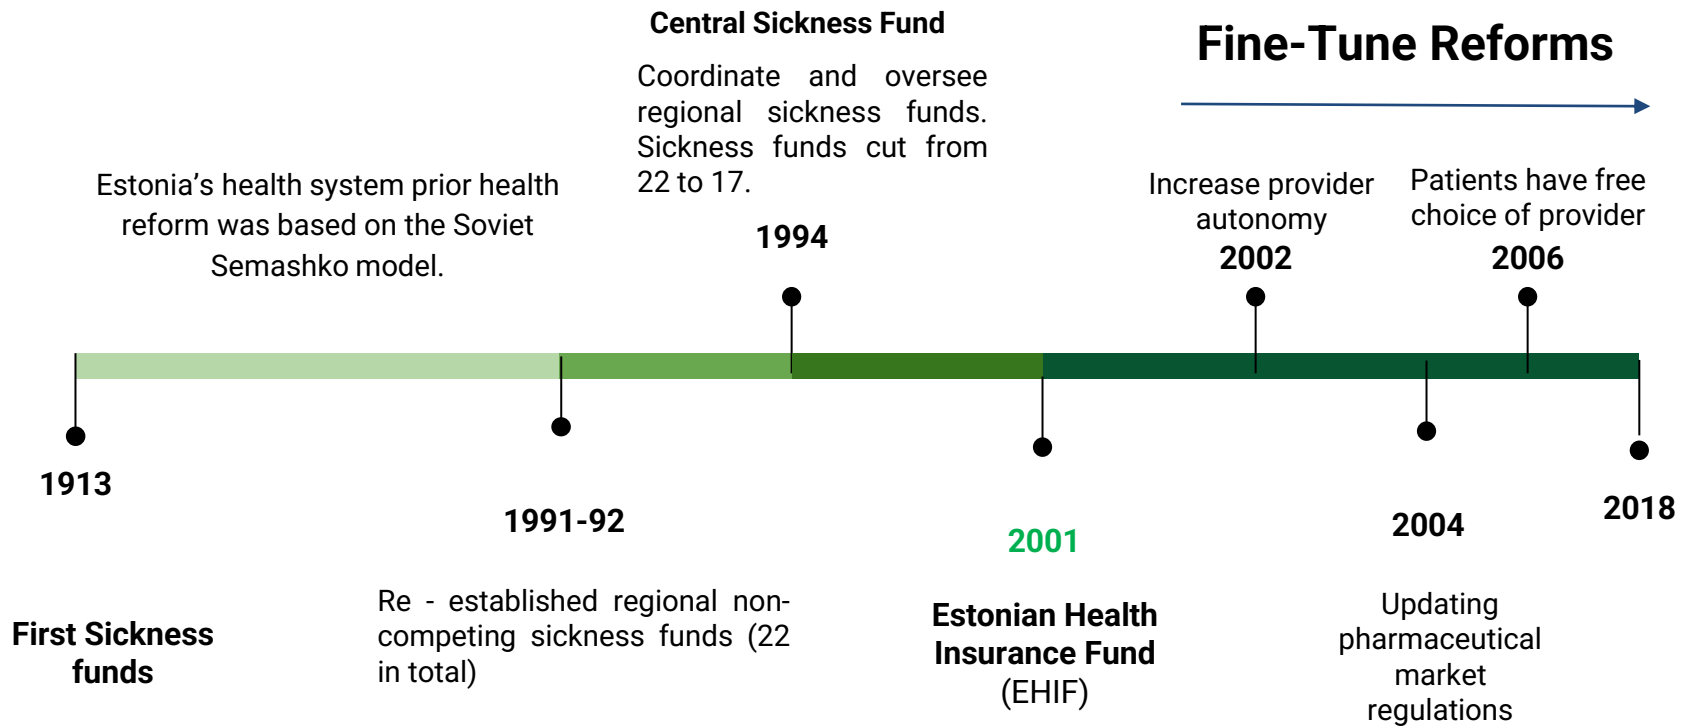 Central Sickness Fund
Coordinate and oversee
regional sickness funds.
Sickness funds cut from
22 to 17.
1994
Fine-Tune Reforms
Estonia’s health system prior health
reform was based on the Soviet
Semashko model.
Increase provider
autonomy
2002
Patients have free
choice of provider
2006
1913
First Sickness
funds
1991-92
Re - established regional non-
competing sickness funds (22
in total)
2001
Estonian Health
Insurance Fund
(EHIF)
2004
Updating
pharmaceutical
market
regulations
2018